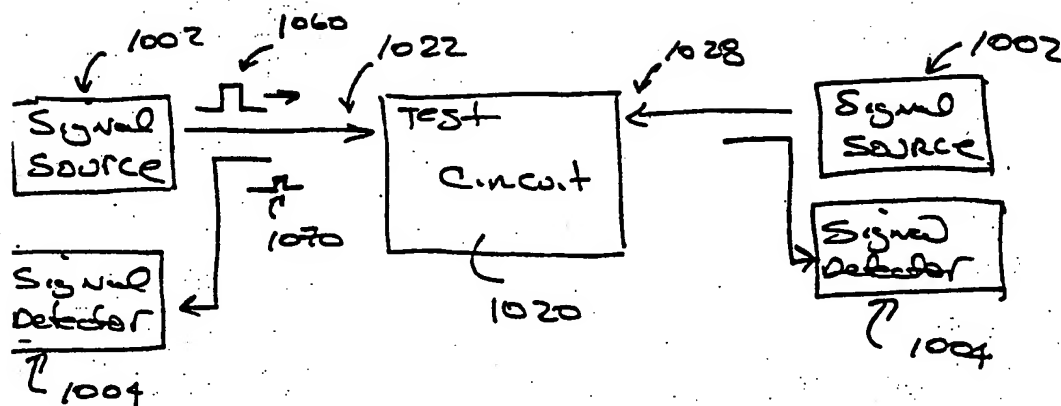 1002
1060
1022
1028
1002
Signal
Source
Test
Circuit
Signal
Source
1070
Signal
Detector
1020
Signal
Detector
1004
1004